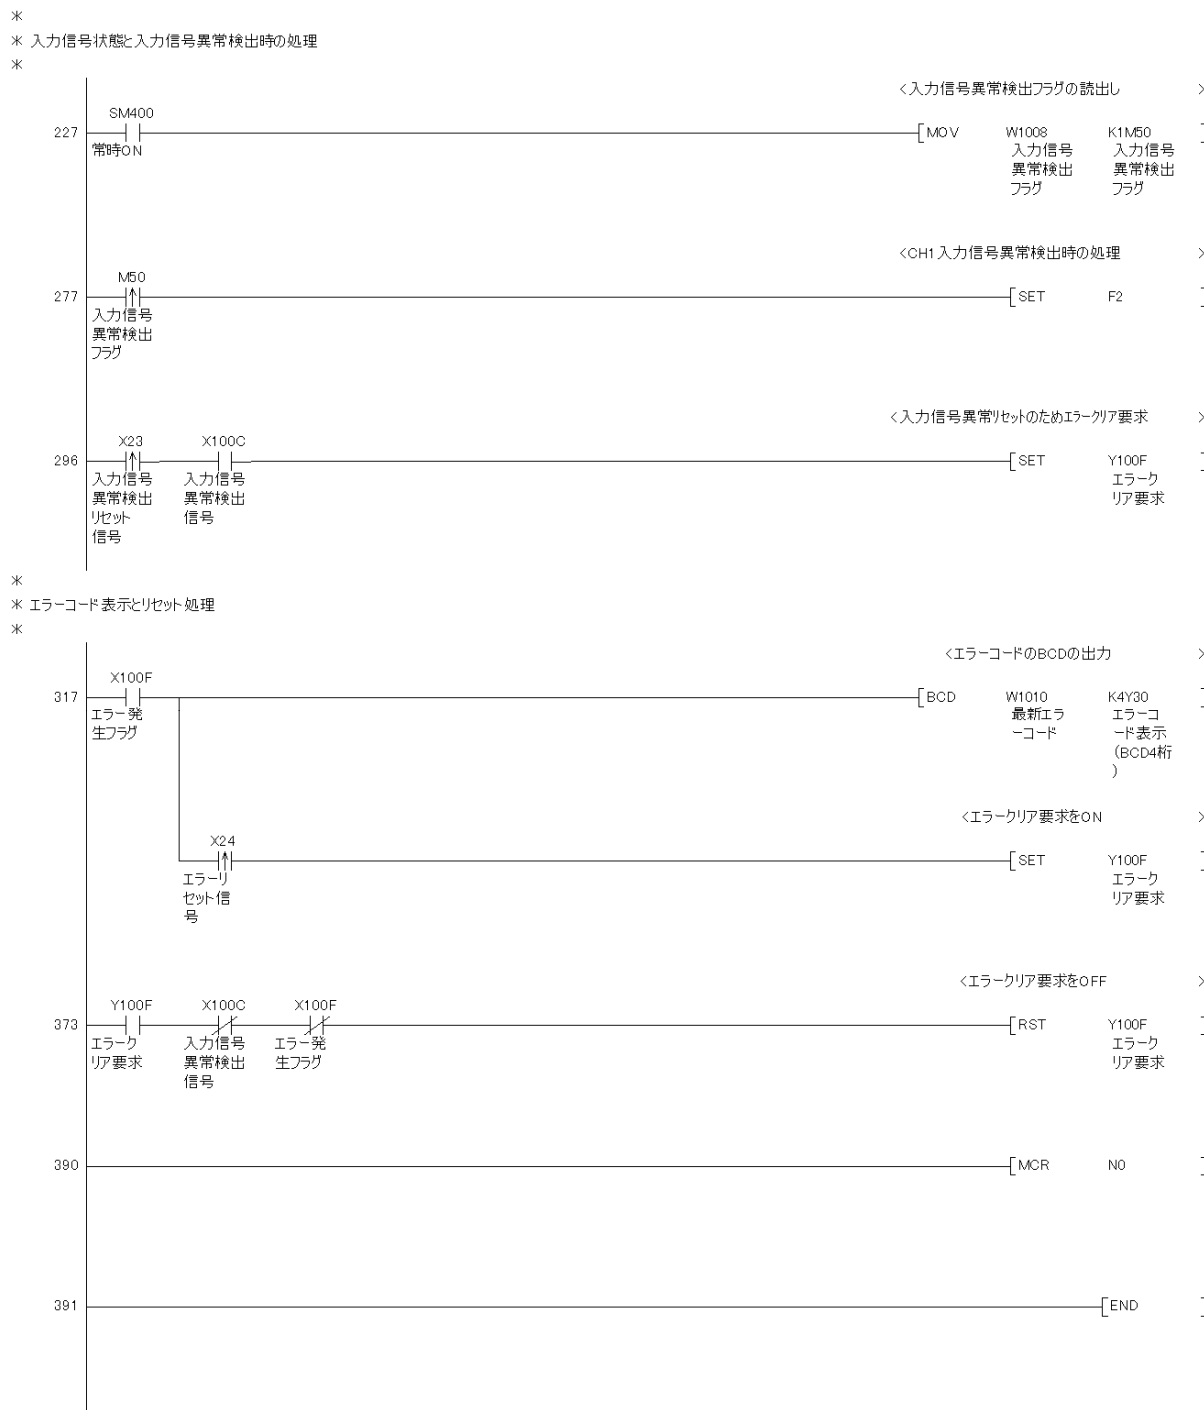 *
* 入力信号状態と入力信号異常検出時の処理
*
<入力信号異常検出フラグの読出し >
SM400
227 [MOV W1008 K1M50 ]
常時ON
入力信号 入力信号
異常検出 異常検出
フラグ フラグ
<CH1入力信号異常検出時の処理 >
M50
277 [SET F2 ]
入力信号
異常検出
フラグ
<入力信号異常リセットのためエラークリア要求 >
X23 X100C
296 [SET Y100F ]
入力信号 入力信号 エラーク
異常検出 異常検出 リア要求
リセット 信号
信号
*
* エラーコード表示とリセット処理
*
<エラーコードのBCDの出力 >
X100F
317 [BCD W1010 K4Y30 ]
エラー発 最新エラ エラーコ
生フラグ ーコード ード表示
(BCD4桁
)
<エラークリア要求をON >
X24
[SET Y100F ]
エラーリ エラーク
セット信 リア要求
号
<エラークリア要求をOFF >
Y100F X100C X100F
373 [RST Y100F ]
エラーク 入力信号 エラー発 エラーク
リア要求 異常検出 生フラグ リア要求
信号
390 [MCR N0 ]
391 [END ]